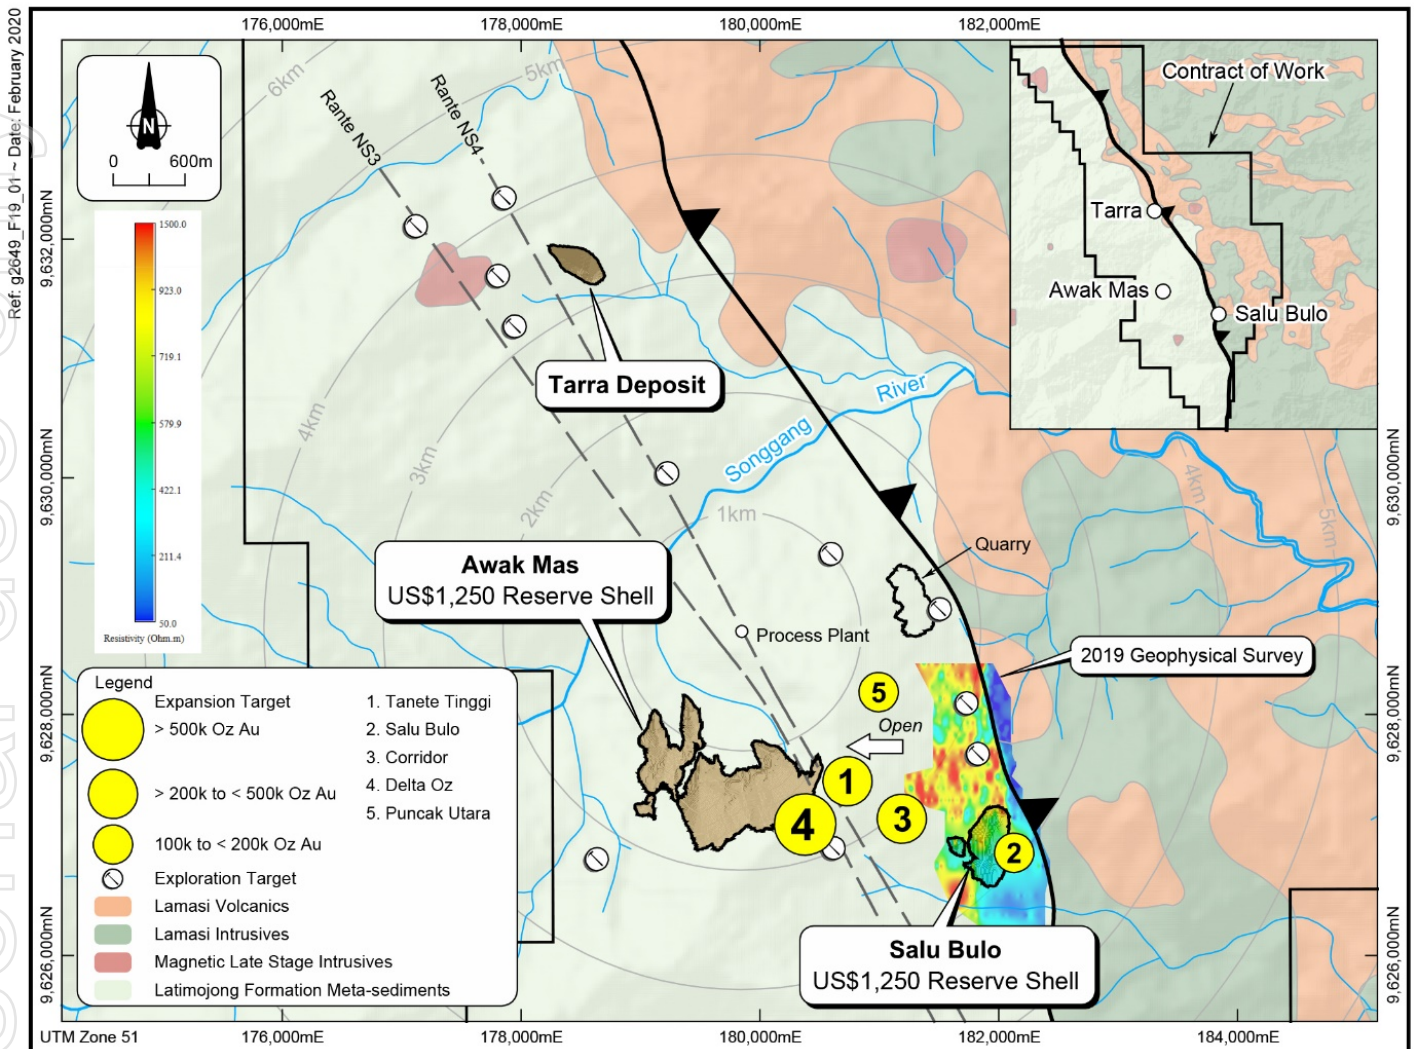 176,000mE
178,000mE
180,000mE
182,000mE
Ref: g2649_F19_01 ~ Date: February 2020
6km
5km
Rante NS3
Rante NS4
N
0 600m
Contract of Work
Tarra
Awak Mas
Salu Bulo
9,632,000mN
1500.0
923.0
719.1
579.9
422.1
211.4
50.0
Resistivity (Ohm.m)
Tarra Deposit
Songgang River
4km
3km
2km
1km
4km
5km
9,630,000mN
9,630,000mN
Quarry
Awak Mas
US$1,250 Reserve Shell
Process Plant
2019 Geophysical Survey
9,628,000mN
9,628,000mN
Open
5
1
4
3
2
Legend
Expansion Target
> 500k Oz Au
> 200k to < 500k Oz Au
100k to < 200k Oz Au
Exploration Target
Lamasi Volcanics
Lamasi Intrusives
Magnetic Late Stage Intrusives
Latimojong Formation Meta-sediments
1. Tanete Tinggi
2. Salu Bulo
3. Corridor
4. Delta Oz
5. Puncak Utara
Salu Bulo
US$1,250 Reserve Shell
9,626,000mN
9,626,000mN
UTM Zone 51
176,000mE
178,000mE
180,000mE
182,000mE
184,000mE